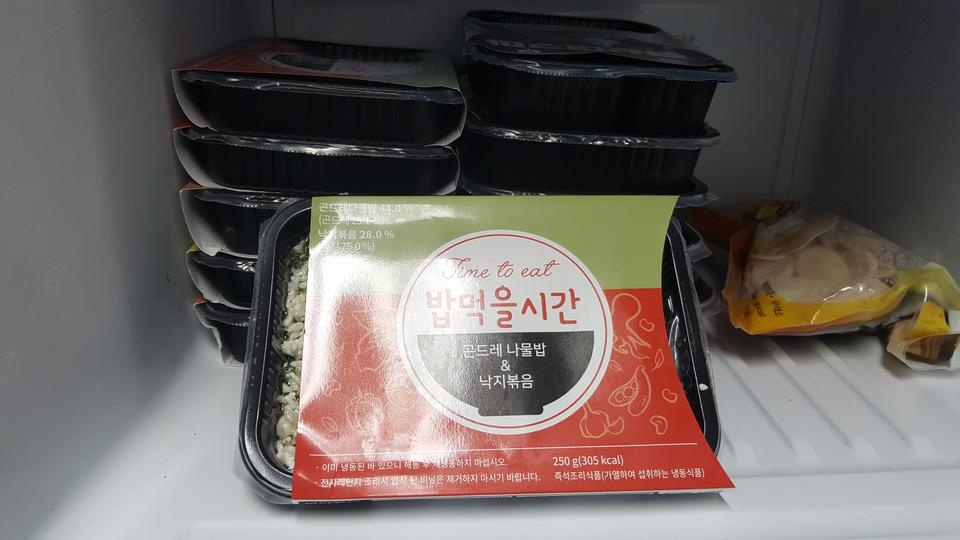 곤드레나물밥 44.0 %
낙지볶음 28.0 %
75.0 %)
Time to eat
밥먹을시간
곤드레 나물밥
&
낙지볶음
· 이미 냉동된 바 있으니 해동 후 재냉동하지 마십시오.
250 g(305 kcal)
· 전자레인지 조리시 압착 된 비닐은 제거하지 마시기 바랍니다.
즉석조리식품(가열하여 섭취하는 냉동식품)